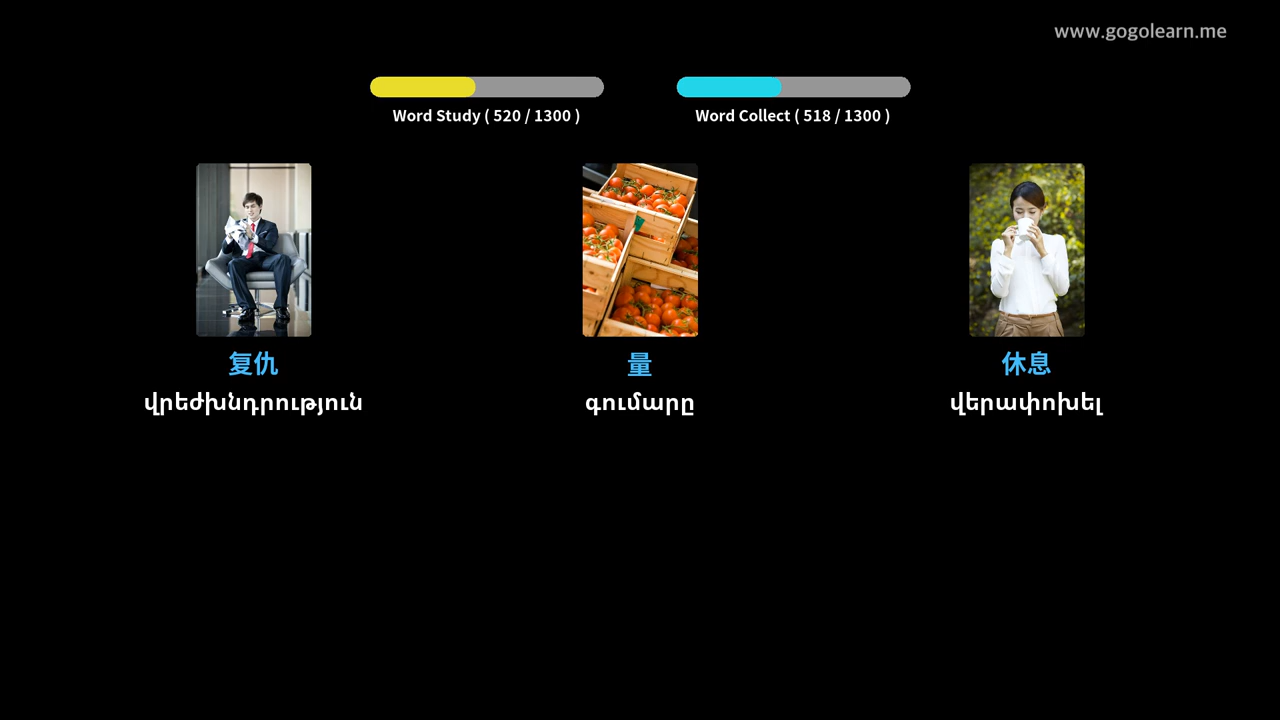 www.gogolearn.me
Word Study ( 520 / 1300 )
Word Collect ( 518 / 1300 )
复仇
量
休息
վրեժխնդրություն
գումարը
վերափոխել